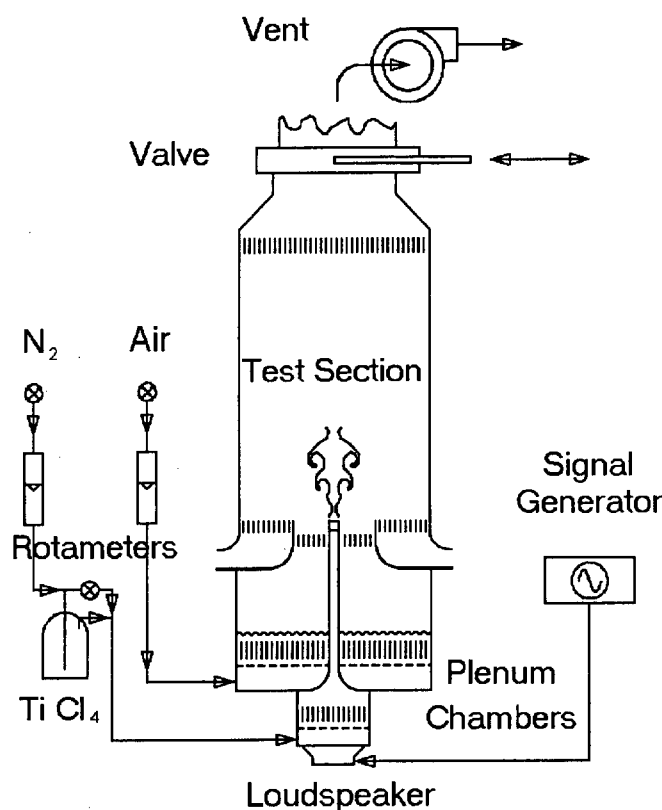 Vent
Valve
N₂
Air
Test Section
Signal
Generator
Rotameters
Ti Cl₄
Plenum
Chambers
Loudspeaker